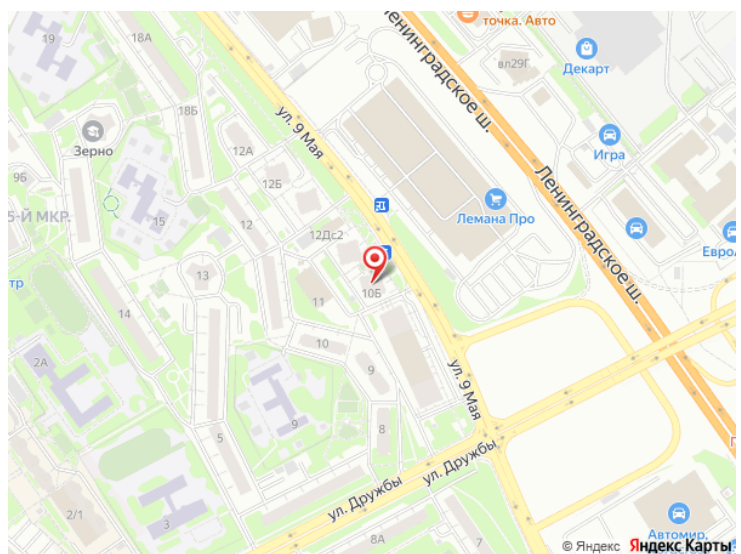 19
18А
точка. Авто
Ленинградское ш.
вл29Г
Декарт
18Б
ул. 9 Мая
Зерно
12А
Игра
9Б
12Б
Ленинградское ш.
5-Й МКР.
15
12
Лемана Про
12Дс2
13
тр
11
10Б
14
10
2А
9
ул. 9 Мая
9
8
5
ул. Дружбы
ул. Дружбы
2/1
3
8А
7
Автомир,
© Яндекс Яндекс Карты